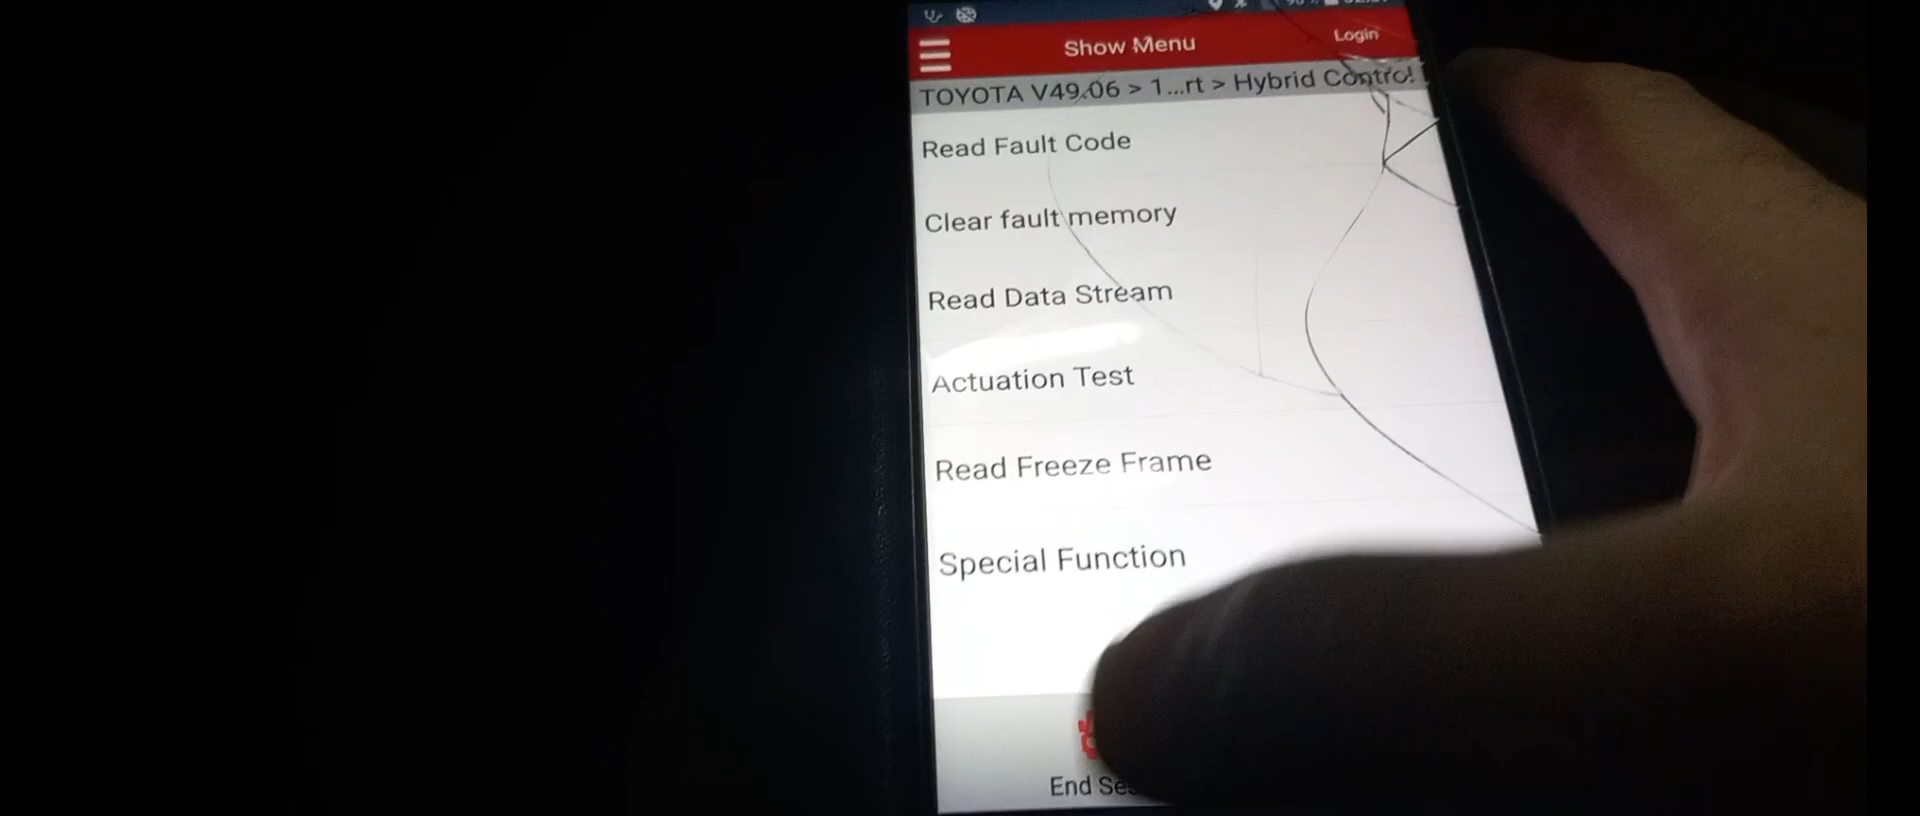 Show Menu
Login
TOYOTA V49.06 > 1...rt > Hybrid Control
Read Fault Code
Clear fault memory
Read Data Stream
Actuation Test
Read Freeze Frame
Special Function
End